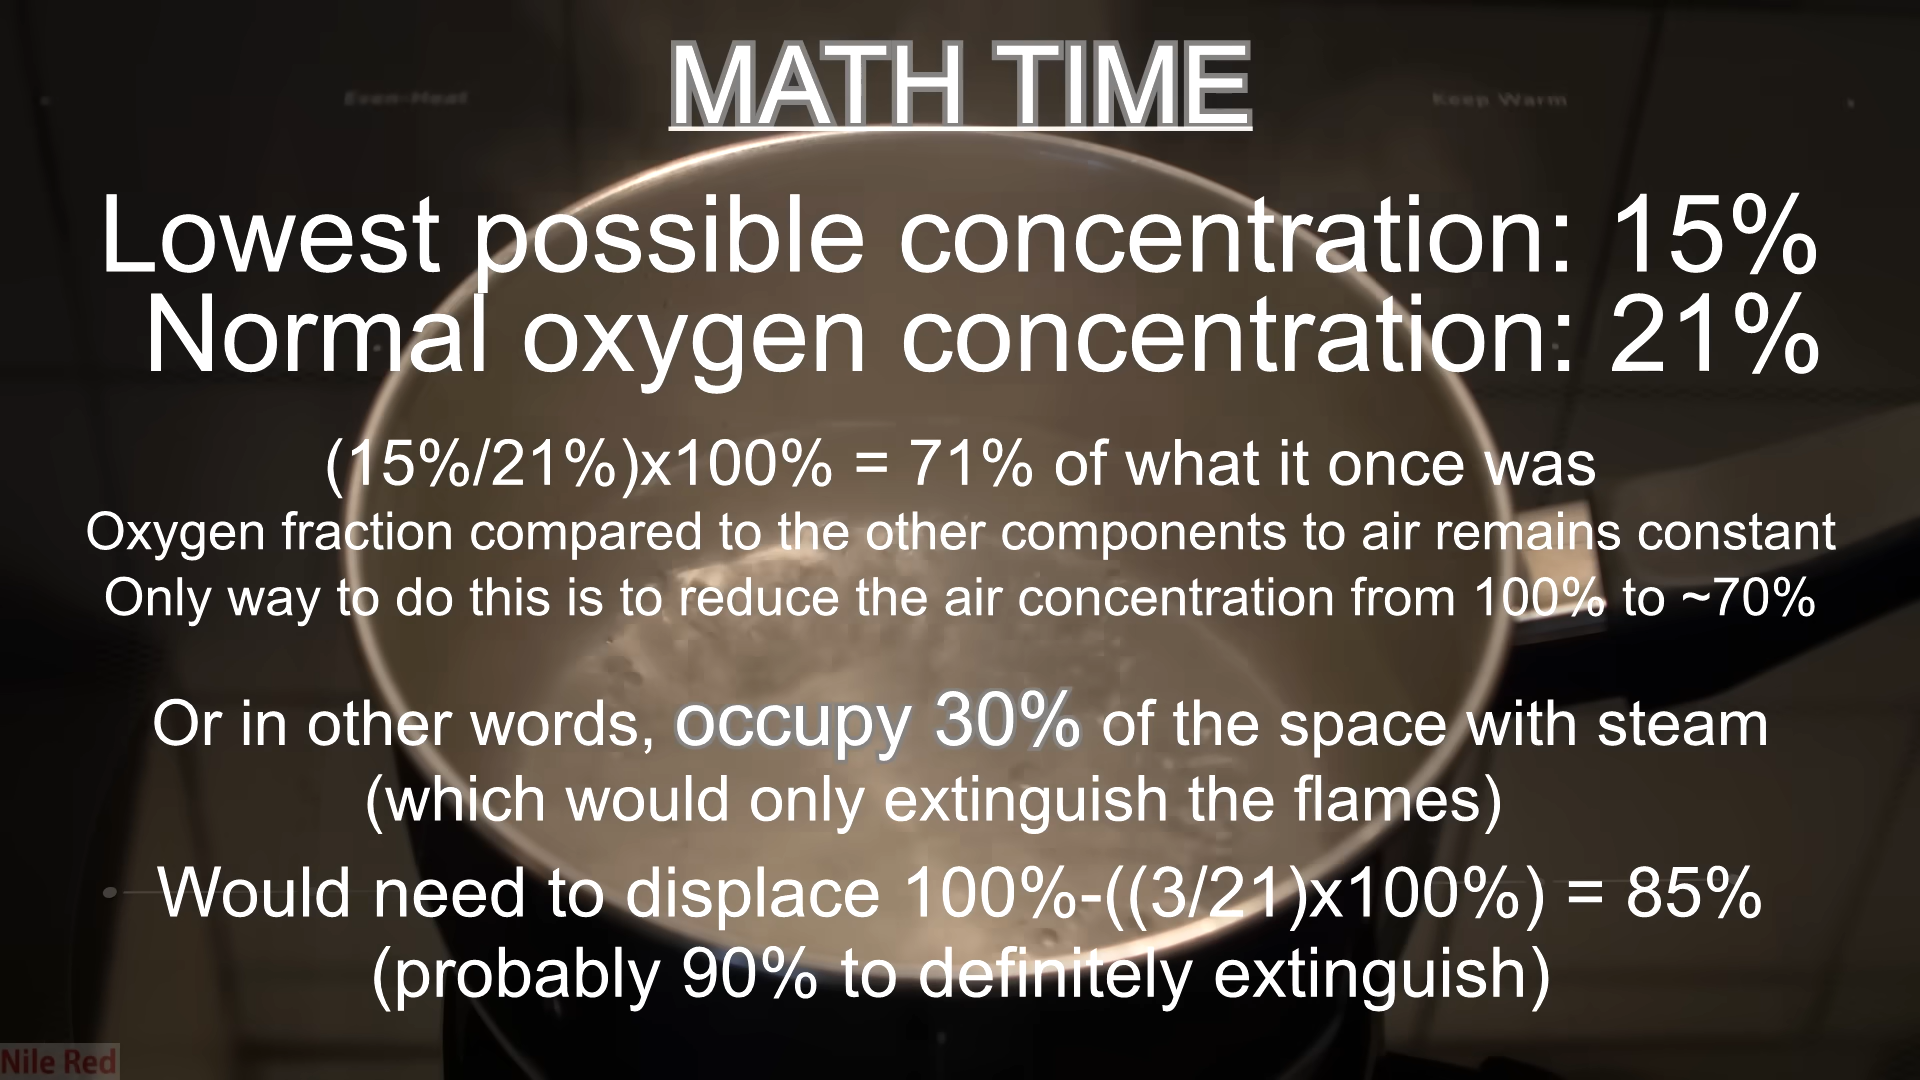 MATH TIME
Even-Heat
Keep Warm
Lowest possible concentration: 15%
Normal oxygen concentration: 21%
(15%/21%)x100% = 71% of what it once was
Oxygen fraction compared to the other components to air remains constant
Only way to do this is to reduce the air concentration from 100% to ~70%
Or in other words, occupy 30% of the space with steam
(which would only extinguish the flames)
Would need to displace 100%-((3/21)x100%) = 85%
(probably 90% to definitely extinguish)
Nile Red